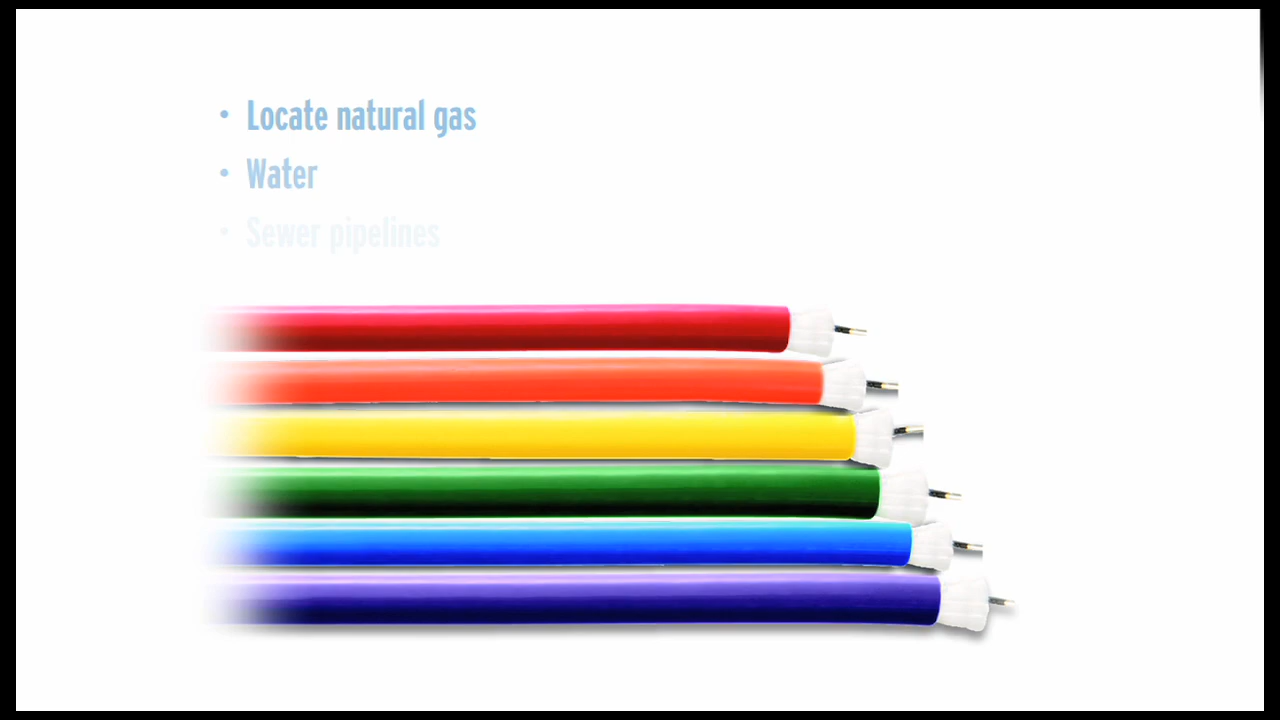 • Locate natural gas
• Water
• Sewer pipelines